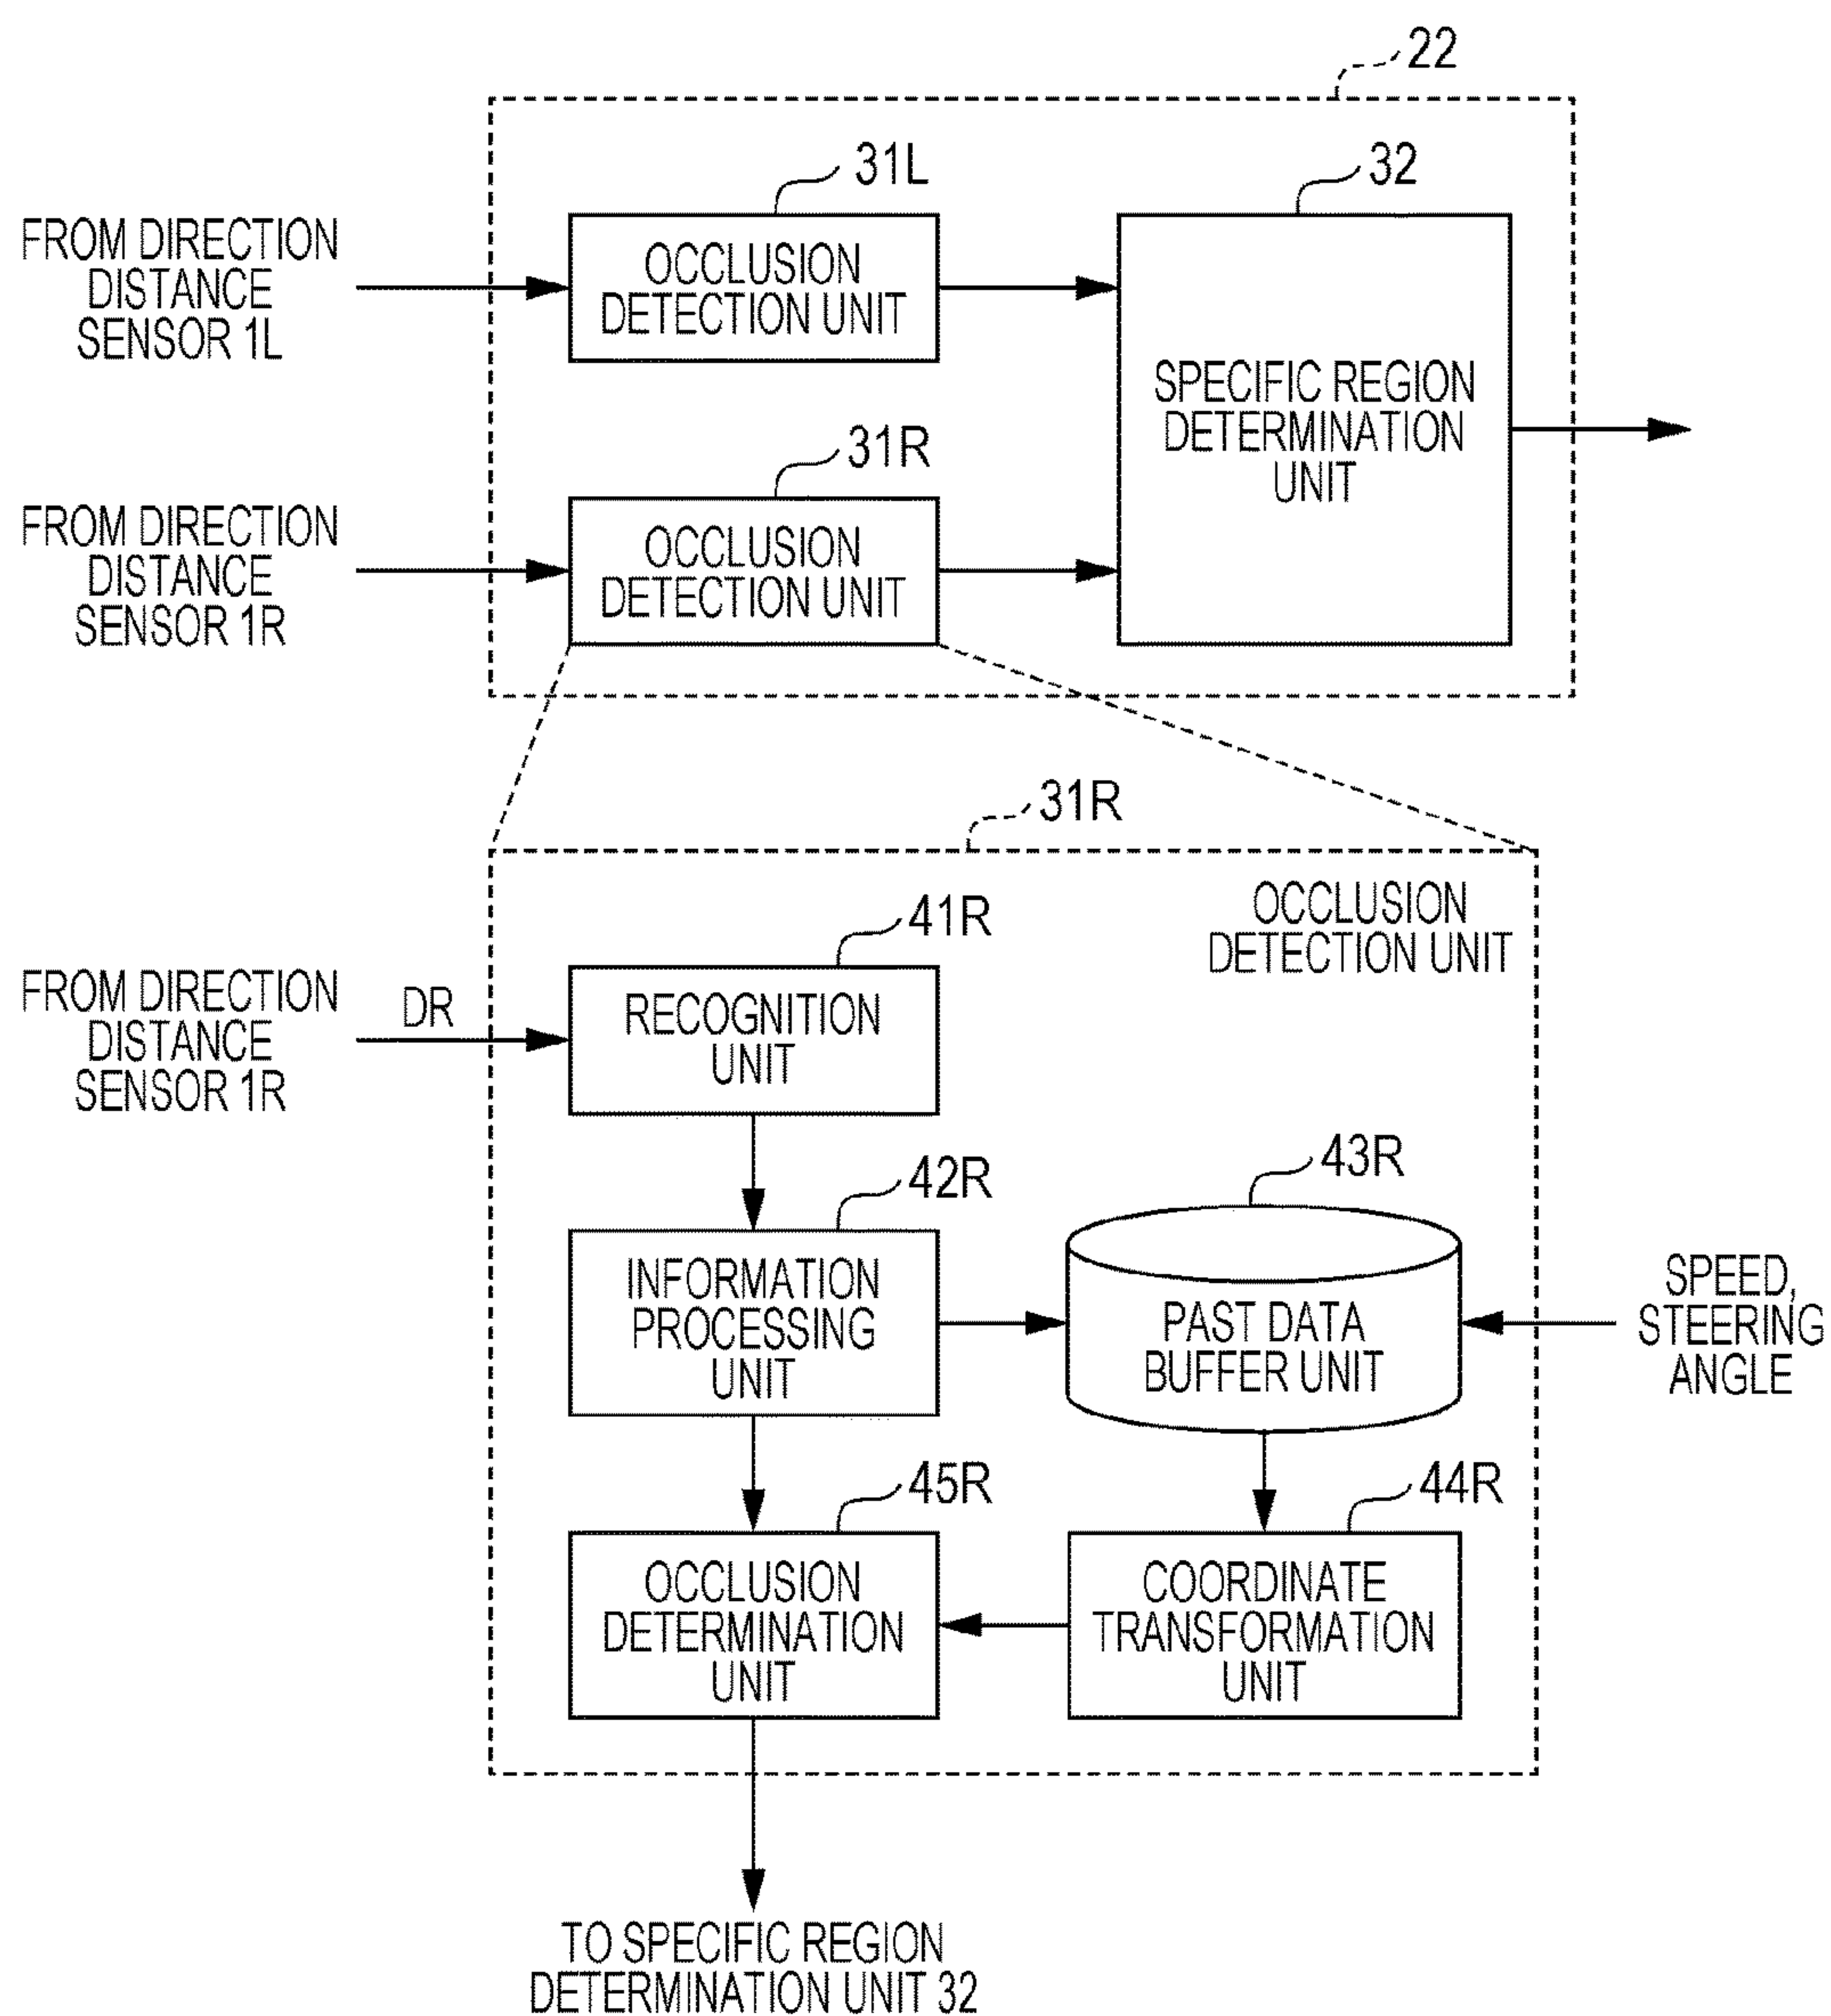 22
31L
32
FROM DIRECTION
DISTANCE
SENSOR 1L
OCCLUSION
DETECTION UNIT
SPECIFIC REGION
DETERMINATION
UNIT
31R
FROM DIRECTION
DISTANCE
SENSOR 1R
OCCLUSION
DETECTION UNIT
31R
OCCLUSION
DETECTION UNIT
41R
FROM DIRECTION
DISTANCE
SENSOR 1R
DR
RECOGNITION
UNIT
42R
43R
INFORMATION
PROCESSING
UNIT
PAST DATA
BUFFER UNIT
SPEED,
STEERING
ANGLE
45R
44R
OCCLUSION
DETERMINATION
UNIT
COORDINATE
TRANSFORMATION
UNIT
TO SPECIFIC REGION
DETERMINATION UNIT 32